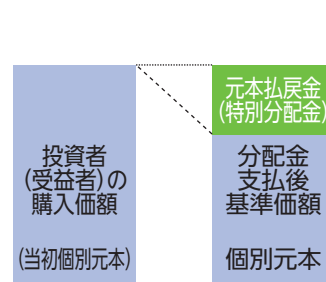 元本払戻金
(特別分配金)
投資者
(受益者)の
購入価額
(当初個別元本)
分配金
支払後
基準価額
個別元本